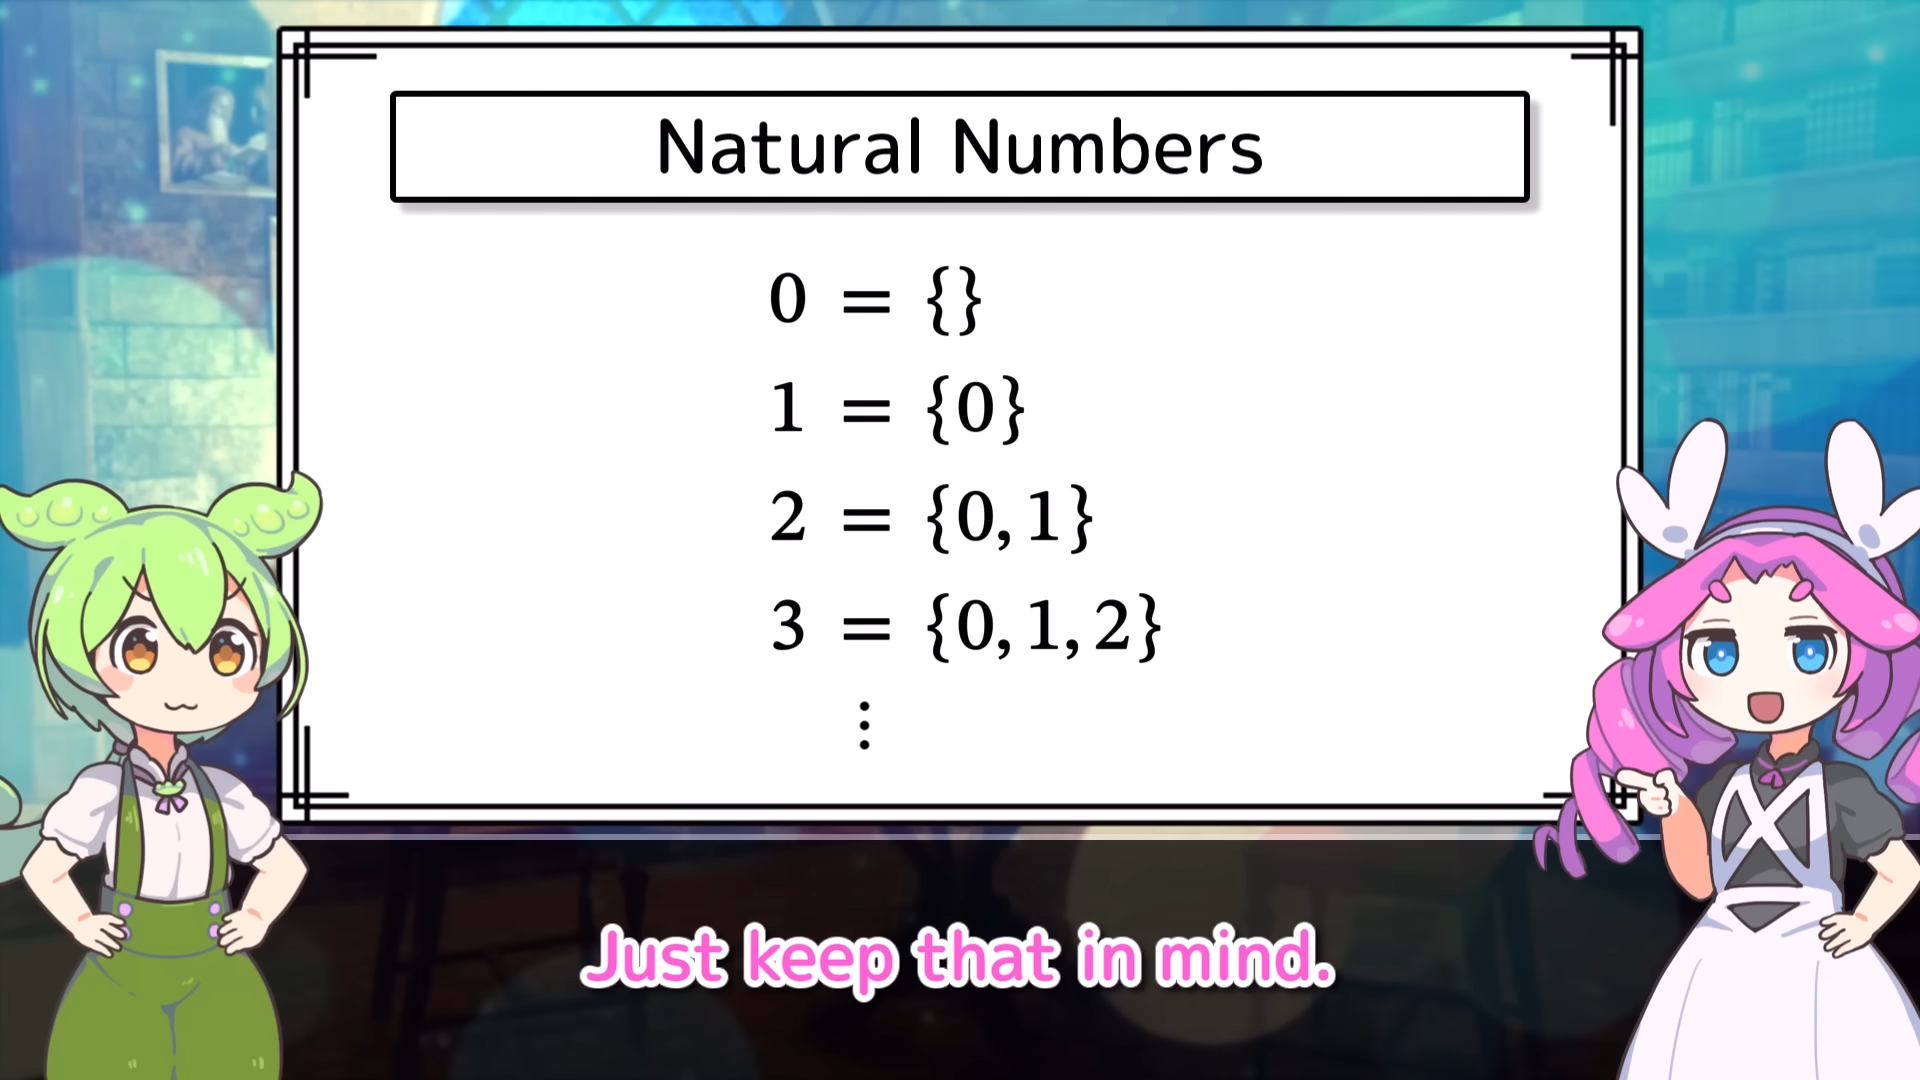 Natural Numbers
0 = {}
1 = {0}
2 = {0, 1}
3 = {0, 1, 2}
⋮
Just keep that in mind.